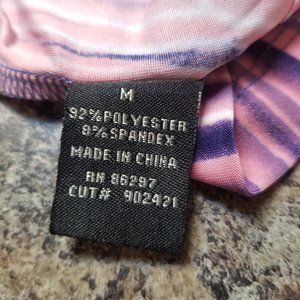 M
92%POLYESTER
8%SPANDEX
MADE IN CHINA
RN 86297
CUT# 902421